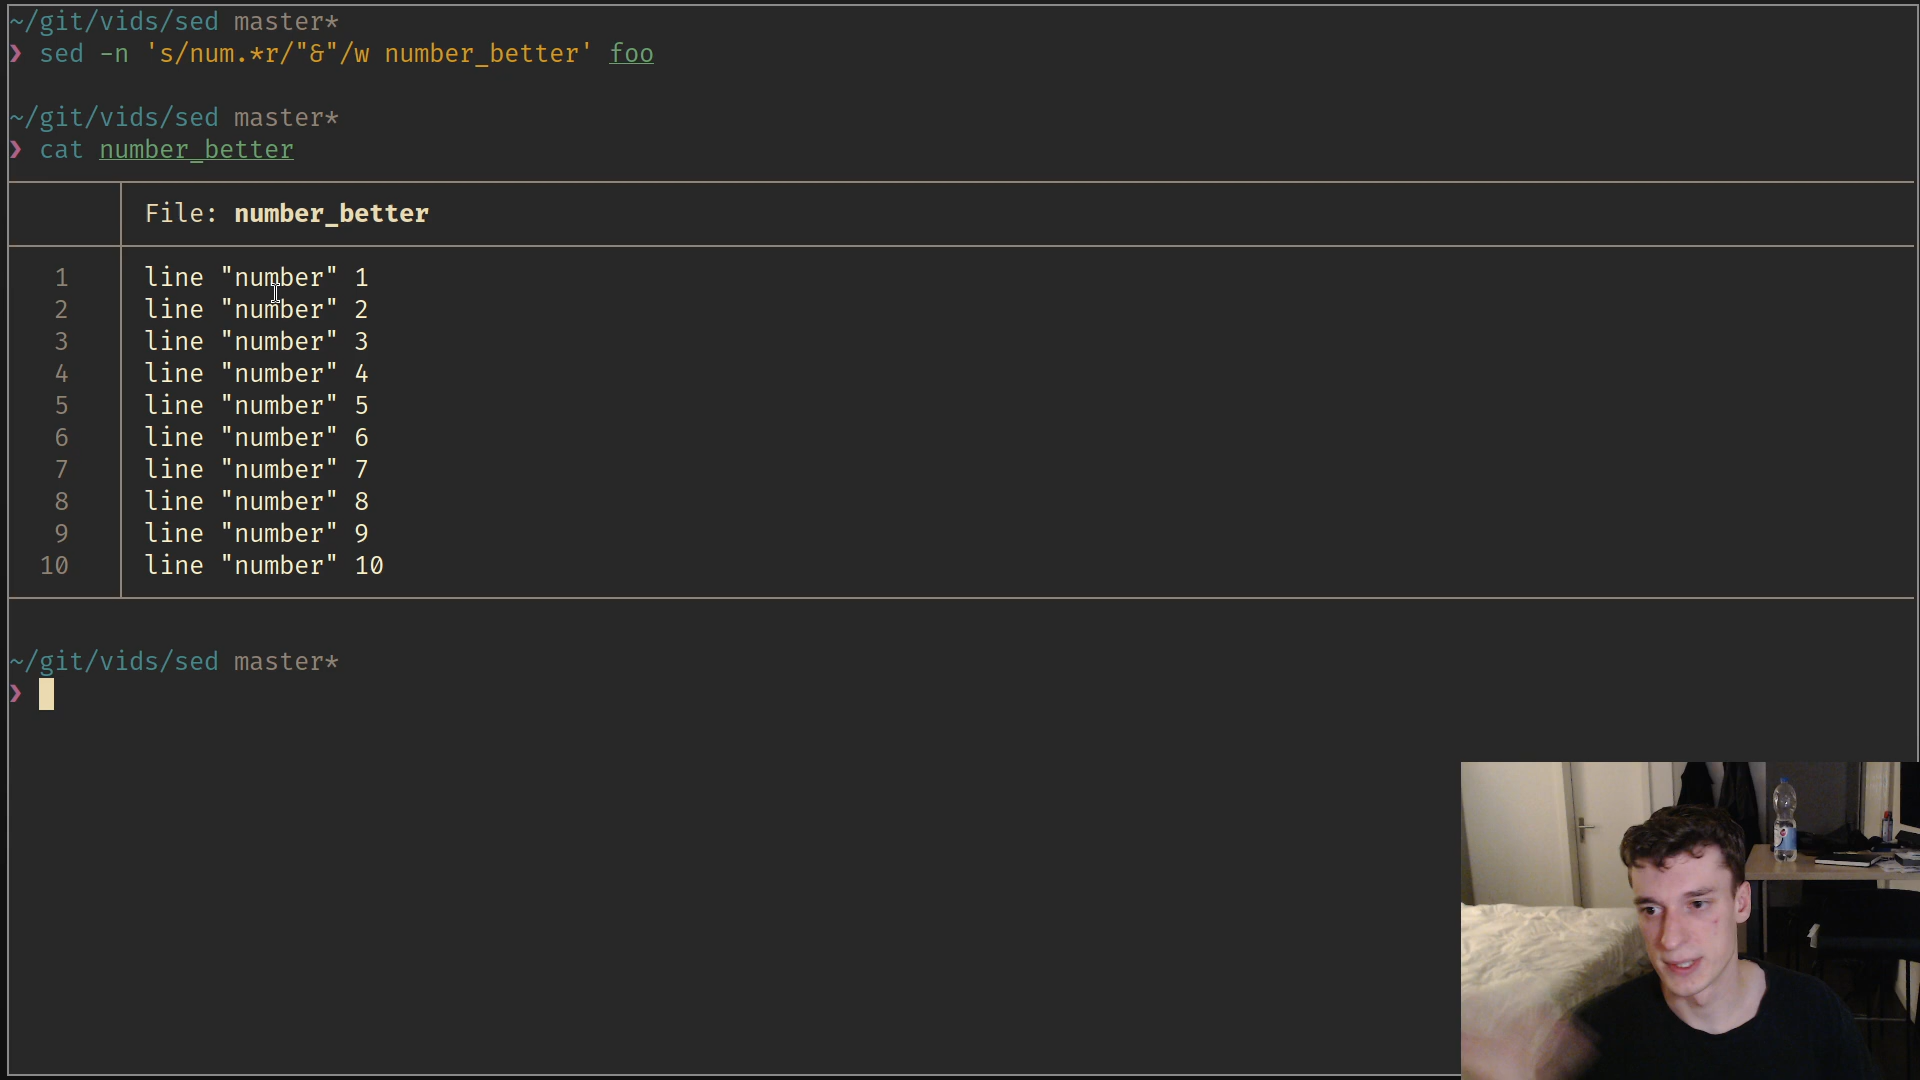 ~/git/vids/sed master*
❯ sed -n 's/num.*r/"&"/w number_better' foo
~/git/vids/sed master*
❯ cat number_better
File: number_better
1 line "number" 1
2 line "number" 2
3 line "number" 3
4 line "number" 4
5 line "number" 5
6 line "number" 6
7 line "number" 7
8 line "number" 8
9 line "number" 9
10 line "number" 10
~/git/vids/sed master*
❯